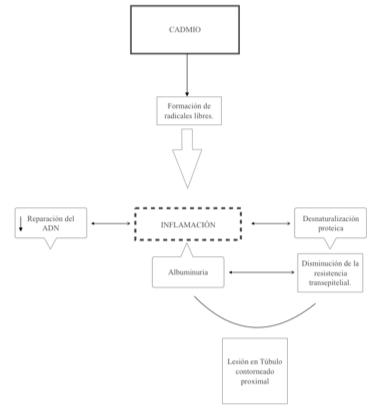 CADMIO
Formación de
radicales libres.
Reparación del
ADN
INFLAMACIÓN
Desnaturalización
proteica
Albuminuria
Disminución de la
resistencia
transepitelial.
Lesión en Túbulo
contorneado
proximal